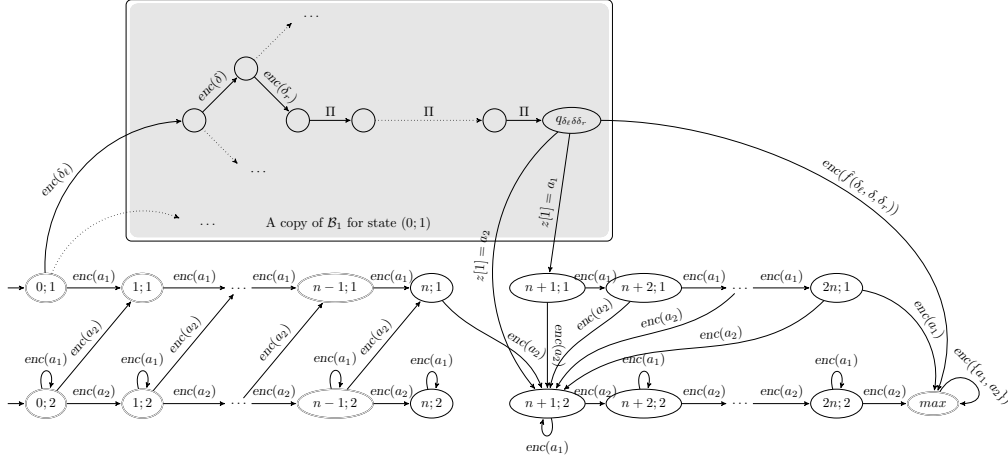 ...
enc(δ)
enc(δ_r)
Π
Π
Π
q_{δ_ℓδδ_r}
...
enc(δ_ℓ)
z[1] = a_1
z[1] = a_2
enc(f̂(δ_ℓ, δ, δ_r))
...
A copy of B_1 for state (0; 1)
0; 1
enc(a_1)
1; 1
enc(a_1)
...
enc(a_1)
n−1; 1
enc(a_1)
n; 1
n+1; 1
enc(a_1)
n+2; 1
enc(a_1)
...
enc(a_1)
2n; 1
enc(a_2)
enc(a_2)
enc(a_2)
enc(a_2)
enc(a_2)
enc(a_2)
enc(a_2)
enc(a_2)
enc(a_2)
enc(a_1)
enc(a_1)
enc(a_1)
enc(a_1)
enc(a_1)
enc(a_1)
enc(a_1)
enc({a_1, a_2})
0; 2
enc(a_2)
1; 2
enc(a_2)
...
enc(a_2)
n−1; 2
enc(a_2)
n; 2
n+1; 2
enc(a_2)
n+2; 2
enc(a_2)
...
enc(a_2)
2n; 2
enc(a_2)
max
enc(a_1)